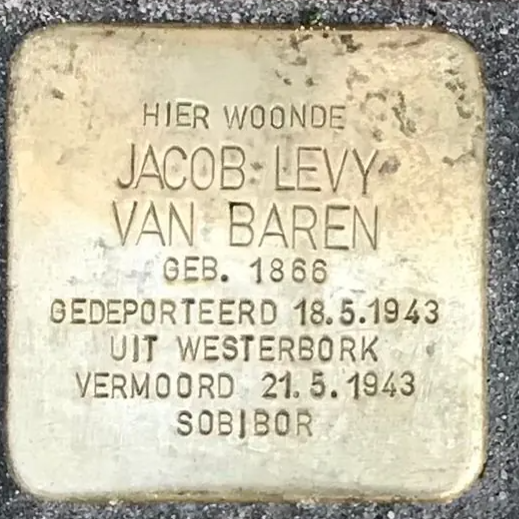 HIER WOONDE
JACOB LEVY
VAN BAREN
GEB. 1866
GEDEPORTEERD 18.5.1943
UIT WESTERBORK
VERMOORD 21.5.1943
SOBIBOR